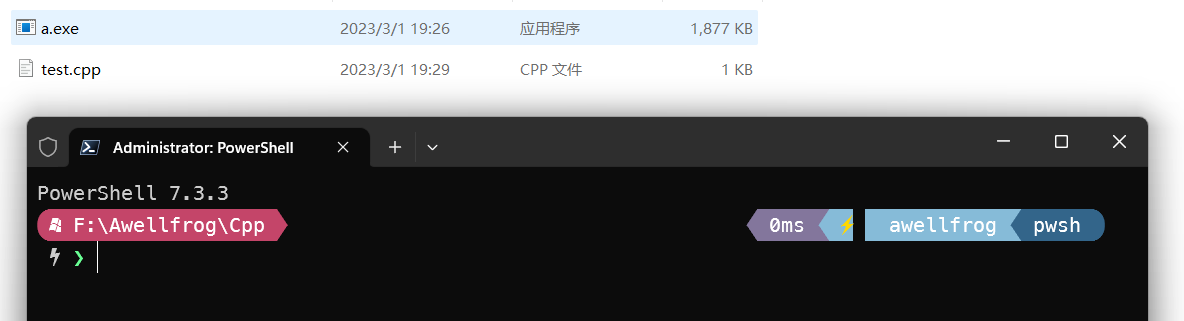 a.exe 2023/3/1 19:26 应用程序 1,877 KB
test.cpp 2023/3/1 19:29 CPP 文件 1 KB
Administrator: PowerShell
PowerShell 7.3.3
F:\Awellfrog\Cpp 0ms ⚡ awellfrog pwsh
⚡ ❯